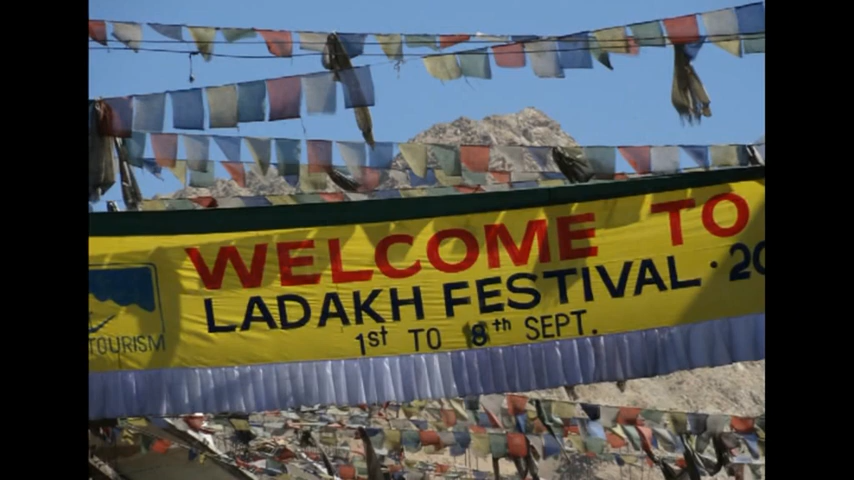 WELCOME TO
LADAKH FESTIVAL · 20
1st TO 8th SEPT.
TOURISM